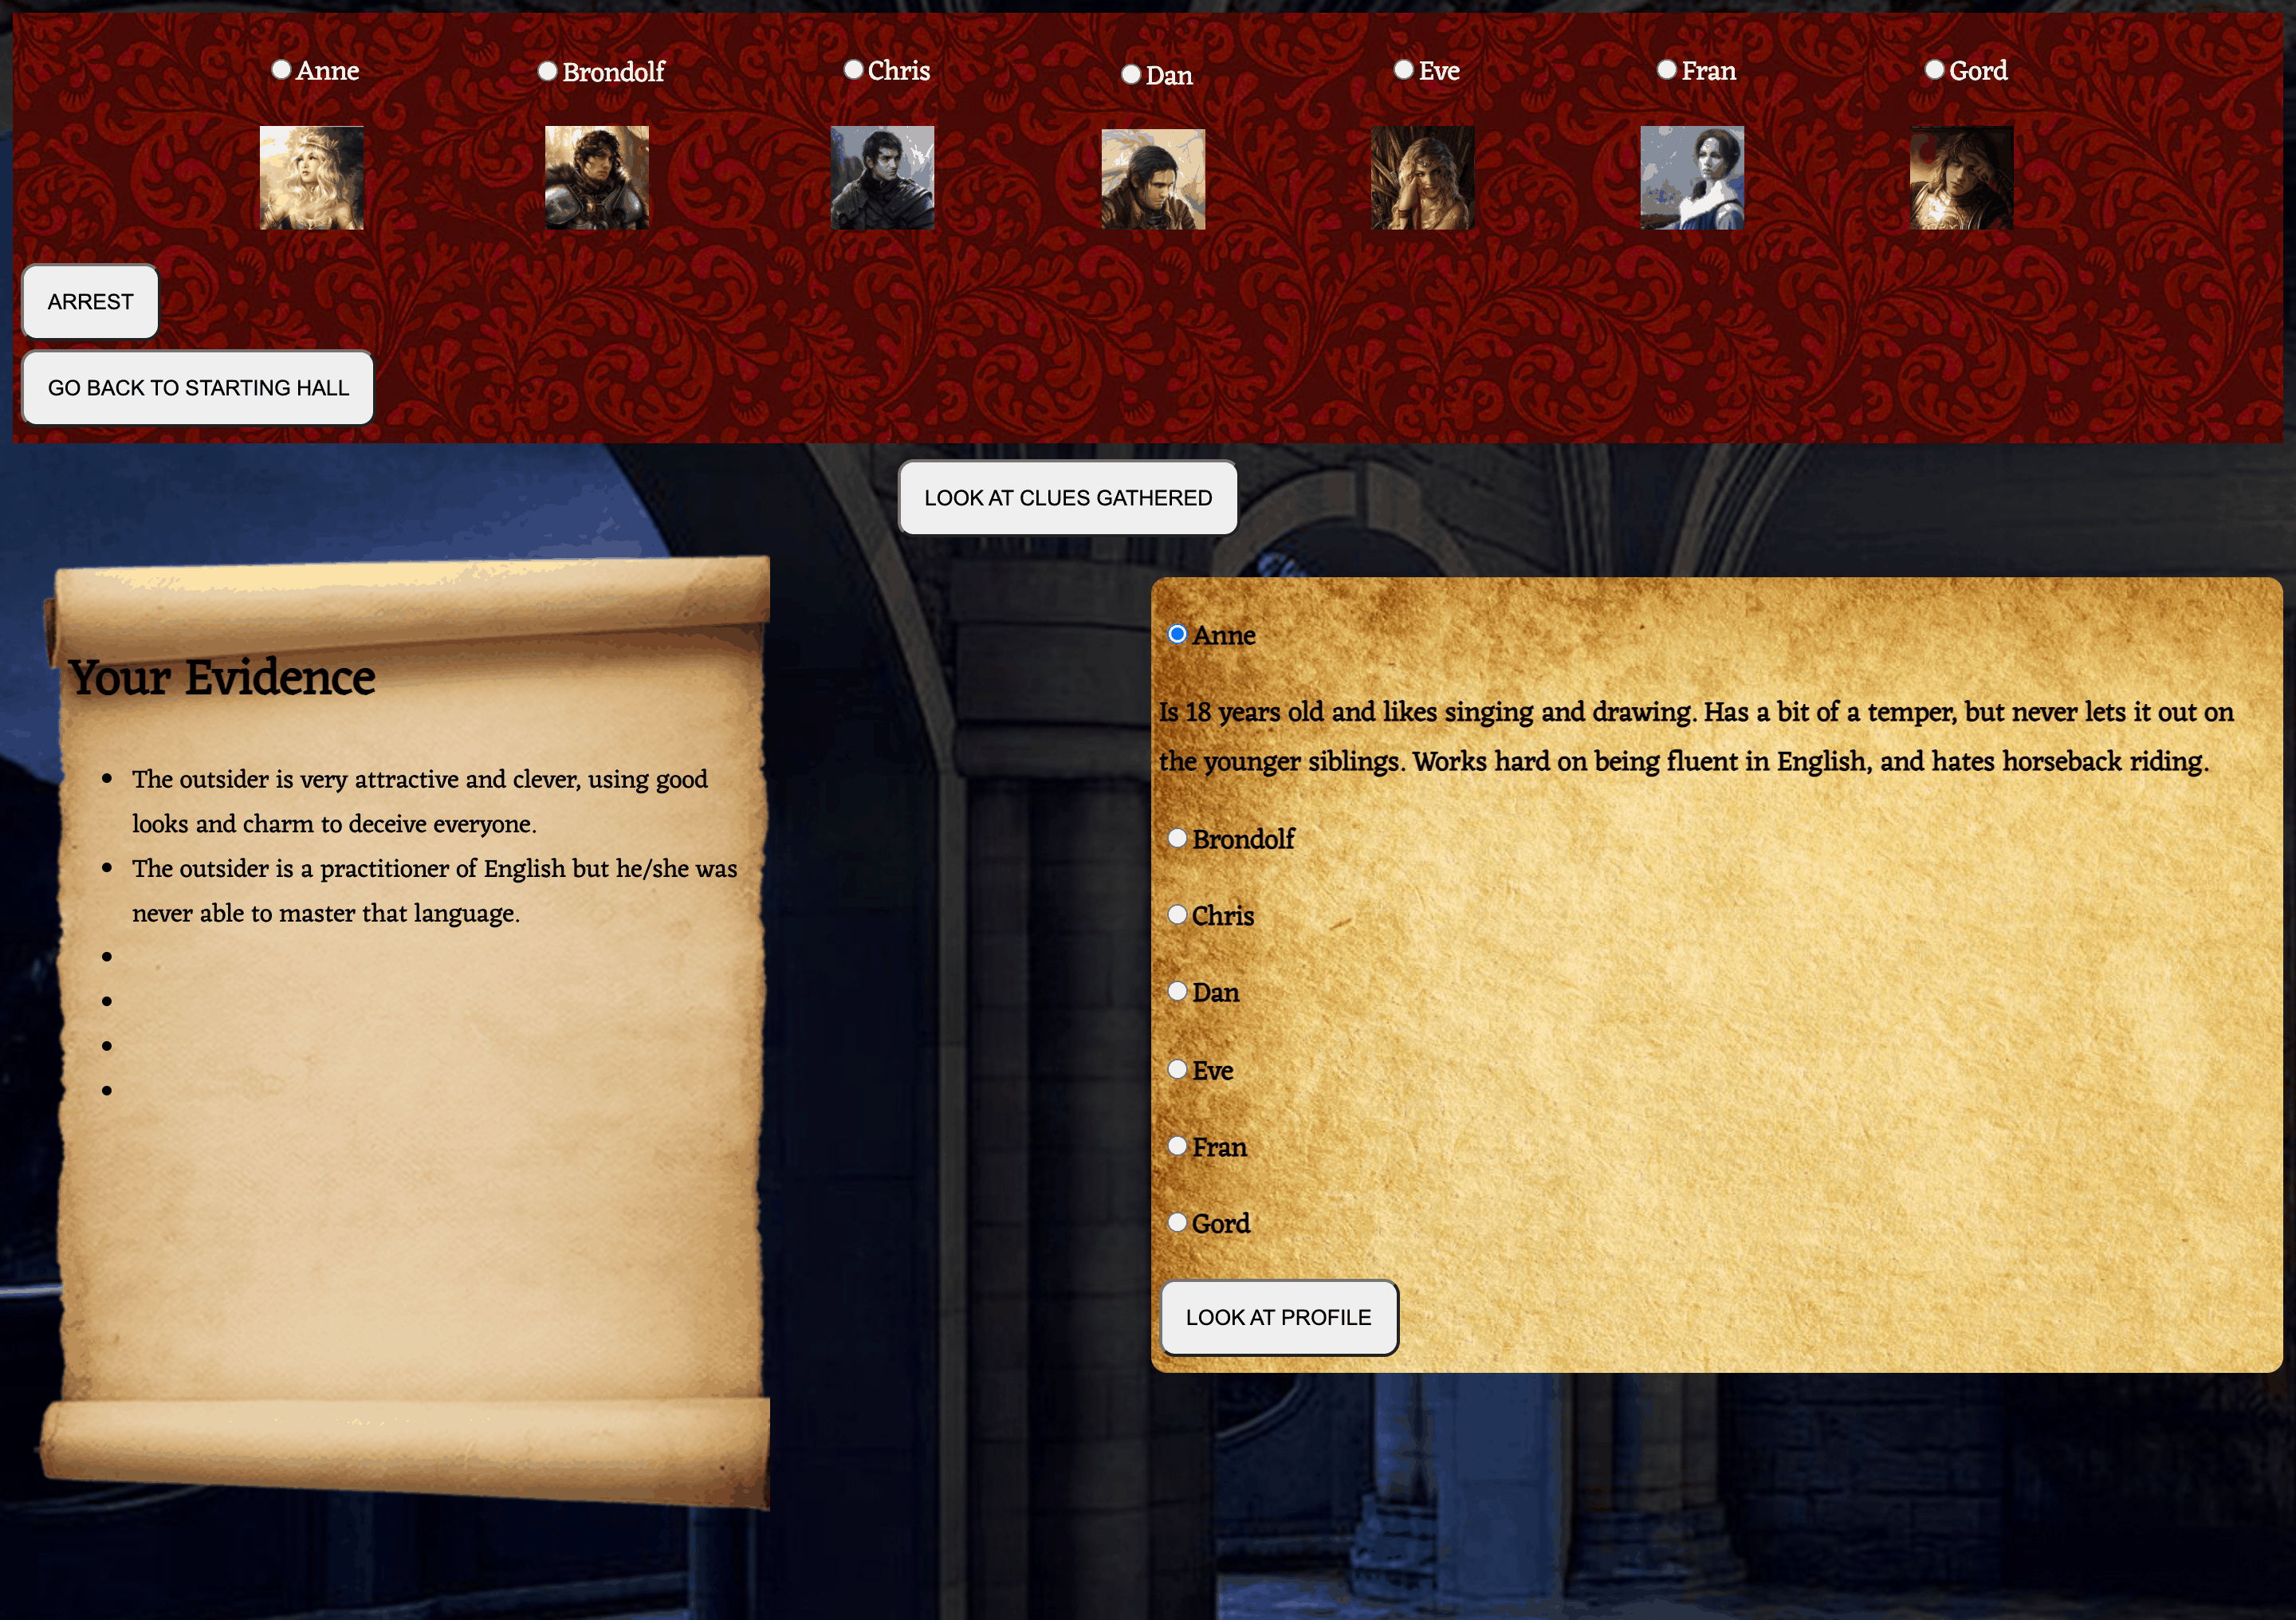 Anne
Brondolf
Chris
Dan
Eve
Fran
Gord
ARREST
GO BACK TO STARTING HALL
LOOK AT CLUES GATHERED
Your Evidence
The outsider is very attractive and clever, using good
looks and charm to deceive everyone.
The outsider is a practitioner of English but he/she was
never able to master that language.
Anne
Is 18 years old and likes singing and drawing. Has a bit of a temper, but never lets it out on
the younger siblings. Works hard on being fluent in English, and hates horseback riding.
Brondolf
Chris
Dan
Eve
Fran
Gord
LOOK AT PROFILE